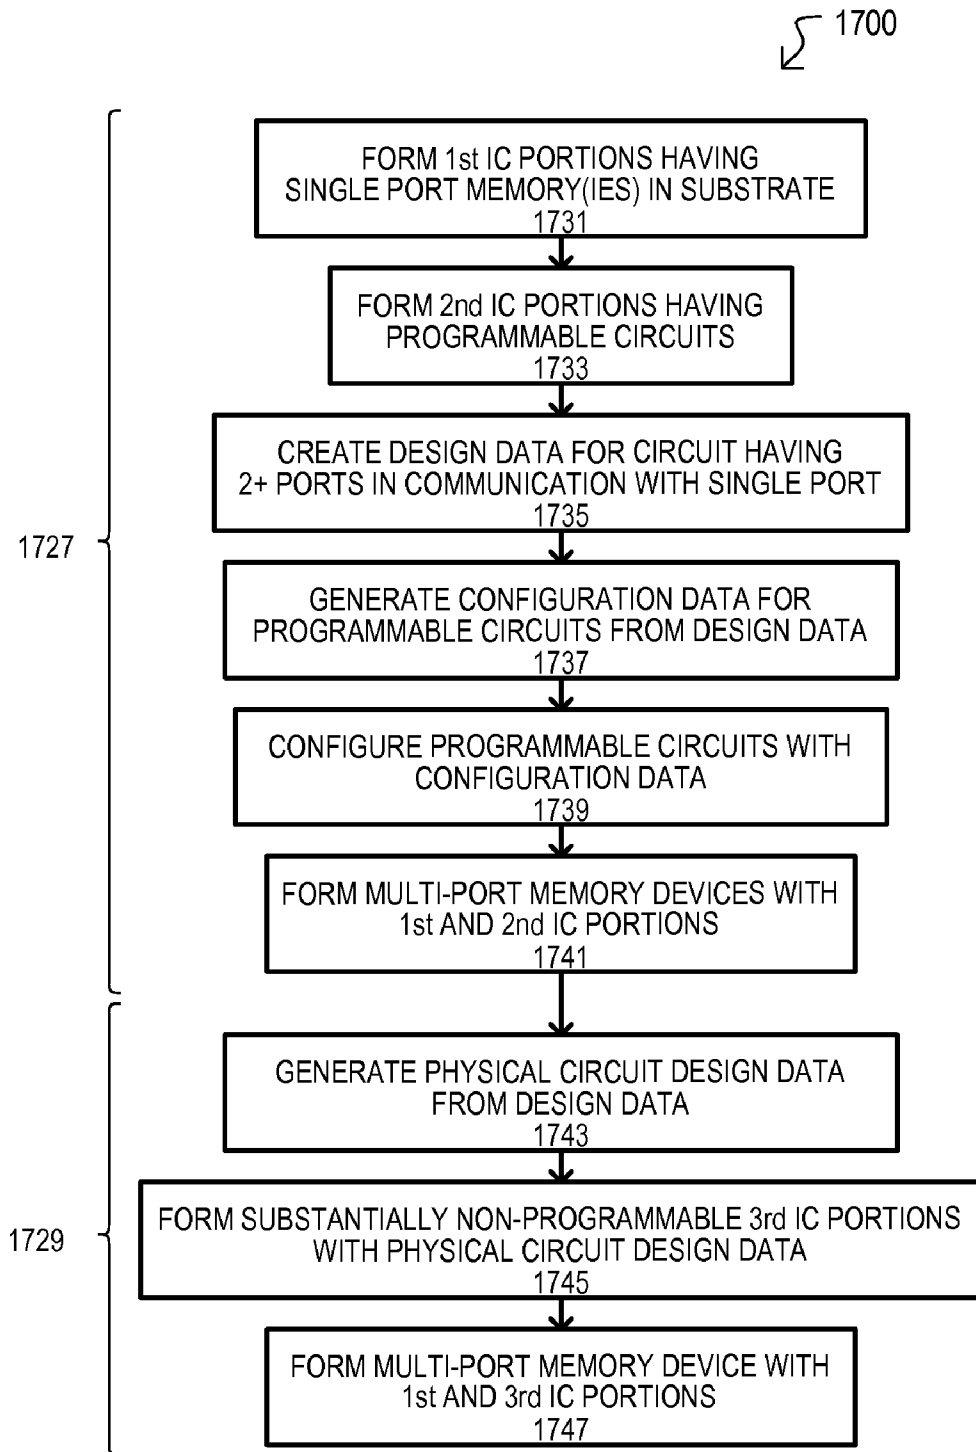 1700
FORM 1st IC PORTIONS HAVING
SINGLE PORT MEMORY(IES) IN SUBSTRATE
1731
FORM 2nd IC PORTIONS HAVING
PROGRAMMABLE CIRCUITS
1733
CREATE DESIGN DATA FOR CIRCUIT HAVING
2+ PORTS IN COMMUNICATION WITH SINGLE PORT
1735
1727
GENERATE CONFIGURATION DATA FOR
PROGRAMMABLE CIRCUITS FROM DESIGN DATA
1737
CONFIGURE PROGRAMMABLE CIRCUITS WITH
CONFIGURATION DATA
1739
FORM MULTI-PORT MEMORY DEVICES WITH
1st AND 2nd IC PORTIONS
1741
GENERATE PHYSICAL CIRCUIT DESIGN DATA
FROM DESIGN DATA
1743
1729
FORM SUBSTANTIALLY NON-PROGRAMMABLE 3rd IC PORTIONS
WITH PHYSICAL CIRCUIT DESIGN DATA
1745
FORM MULTI-PORT MEMORY DEVICE WITH
1st AND 3rd IC PORTIONS
1747